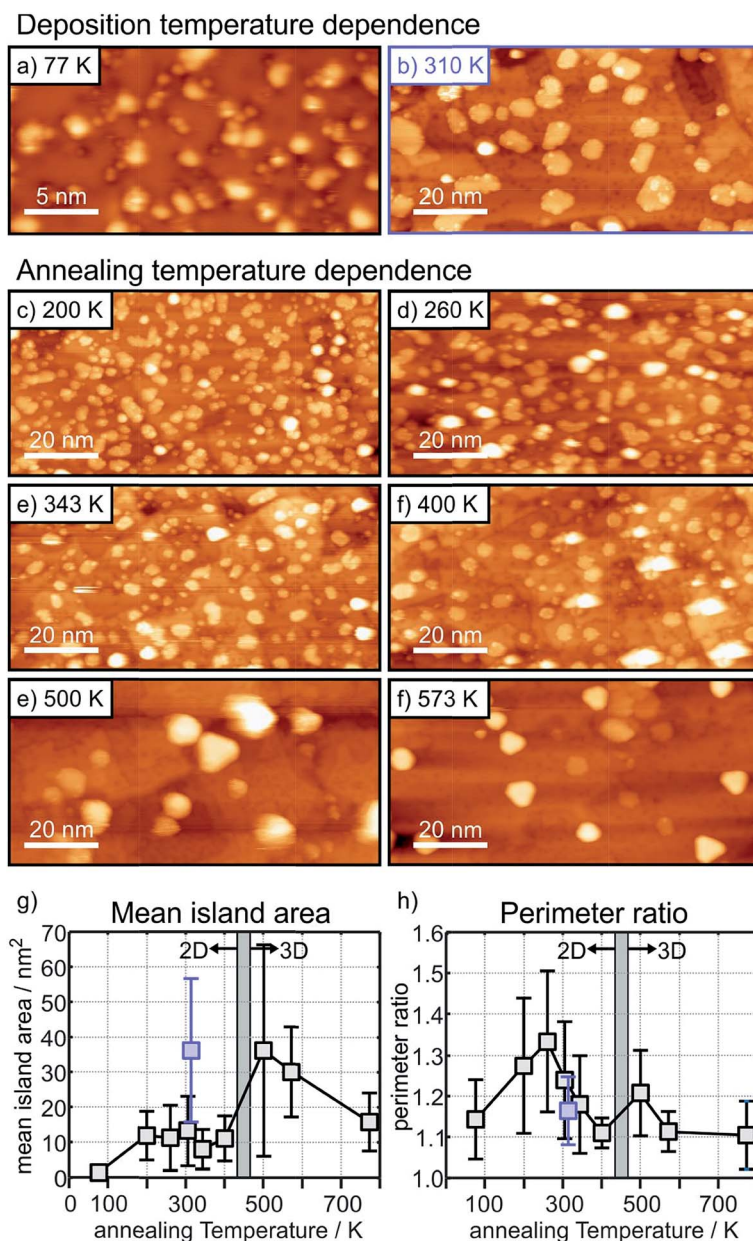 Deposition temperature dependence
a) 77 K
b) 310 K
5 nm
20 nm
Annealing temperature dependence
c) 200 K
d) 260 K
20 nm
20 nm
e) 343 K
f) 400 K
20 nm
20 nm
e) 500 K
f) 573 K
20 nm
20 nm
g)
Mean island area
2D
3D
mean island area / nm²
70
60
50
40
30
20
10
0
0 100 300 500 700
annealing Temperature / K
h)
Perimeter ratio
2D
3D
perimeter ratio
1.6
1.5
1.4
1.3
1.2
1.1
1.0
100 300 500 700
annealing Temperature / K